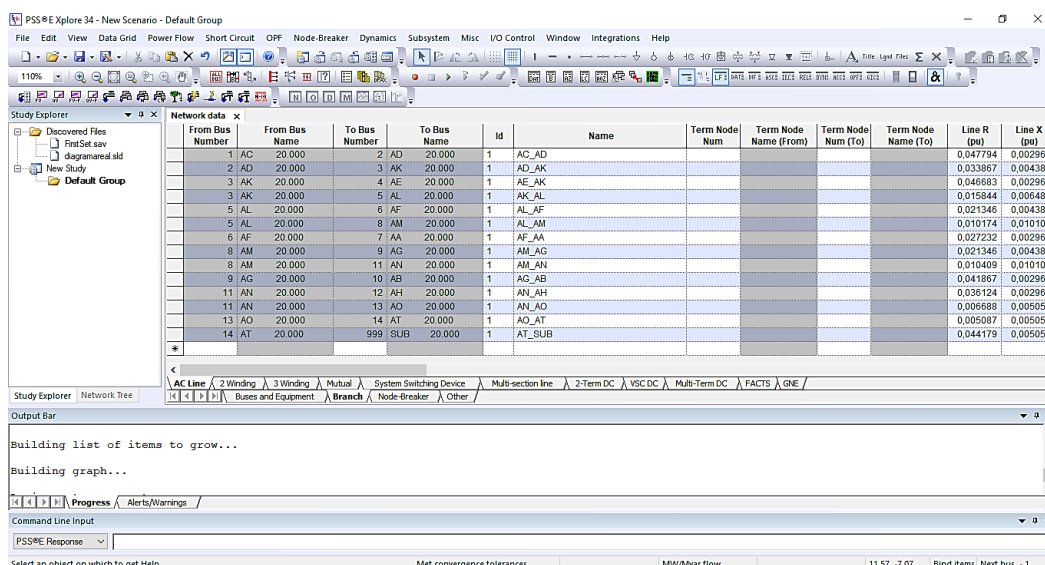 PSS®E Xplore 34 - New Scenario - Default Group
File Edit View Data Grid Power Flow Short Circuit OPF Node-Breaker Dynamics Subsystem Misc I/O Control Window Integrations Help
110%
Study Explorer
Network data
Discovered Files
FirstSet.sav
diagramareal.sld
New Study
Default Group
From Bus Number From Bus Name To Bus Number To Bus Name Id Name Term Node Num Term Node Name (From) Term Node Num (To) Term Node Name (To) Line R (pu) Line X (pu)
1 AC 20.000 2 AD 20.000 1 AC_AD 0,047794 0,00296
2 AD 20.000 3 AK 20.000 1 AD_AK 0,033867 0,00438
3 AK 20.000 4 AE 20.000 1 AE_AK 0,046683 0,00296
3 AK 20.000 5 AL 20.000 1 AK_AL 0,015844 0,00648
5 AL 20.000 6 AF 20.000 1 AL_AF 0,021346 0,00438
5 AL 20.000 8 AM 20.000 1 AL_AM 0,010174 0,01010
6 AF 20.000 7 AA 20.000 1 AF_AA 0,027232 0,00296
8 AM 20.000 9 AG 20.000 1 AM_AG 0,021346 0,00438
8 AM 20.000 11 AN 20.000 1 AM_AN 0,010409 0,01010
9 AG 20.000 10 AB 20.000 1 AG_AB 0,041867 0,00296
11 AN 20.000 12 AH 20.000 1 AN_AH 0,036124 0,00296
11 AN 20.000 13 AO 20.000 1 AN_AO 0,006688 0,00505
13 AO 20.000 14 AT 20.000 1 AO_AT 0,005087 0,00505
14 AT 20.000 999 SUB 20.000 1 AT_SUB 0,044179 0,00505
AC Line 2 Winding 3 Winding Mutual System Switching Device Multi-section line 2-Term DC VSC DC Multi-Term DC FACTS GNE
Study Explorer Network Tree Buses and Equipment Branch Node-Breaker Other
Output Bar
Building list of items to grow...
Building graph...
Progress Alerts/Warnings
Command Line Input
PSS®E Response
Select an object on which to get Help Met convergence tolerances MW/Mvar flow 11.57, -7.07 Bind items Next bus - 1